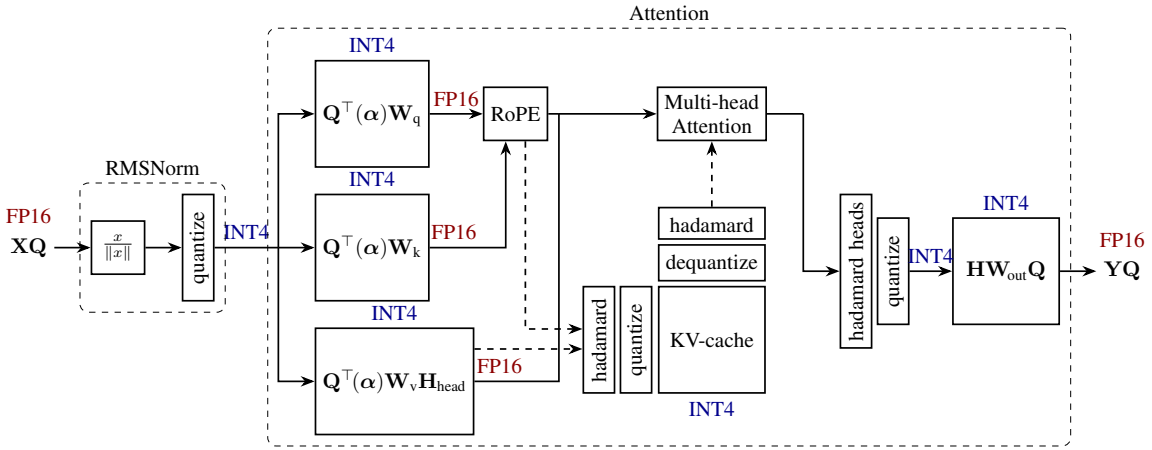 Attention
RMSNorm
FP16
XQ
x
‖x‖
quantize
INT4
INT4
Q⊤(α)Wq
FP16
INT4
Q⊤(α)Wk
FP16
INT4
Q⊤(α)WvHhead
FP16
RoPE
Multi-head
Attention
hadamard
dequantize
hadamard
quantize
KV-cache
INT4
hadamard heads
quantize
INT4
INT4
HWoutQ
FP16
YQ